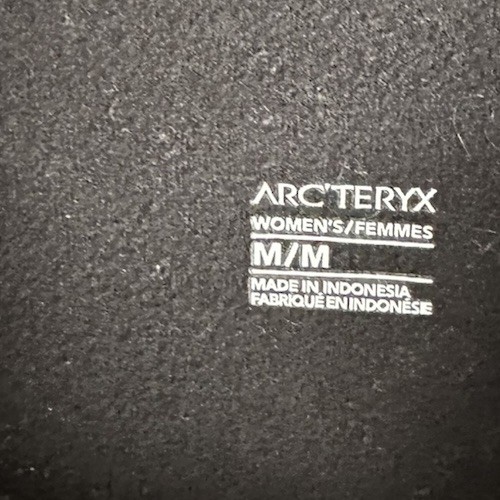 ARC'TERYX
WOMEN'S/FEMMES
M/M
MADE IN INDONESIA
FABRIQUÉ EN INDONÉSIE